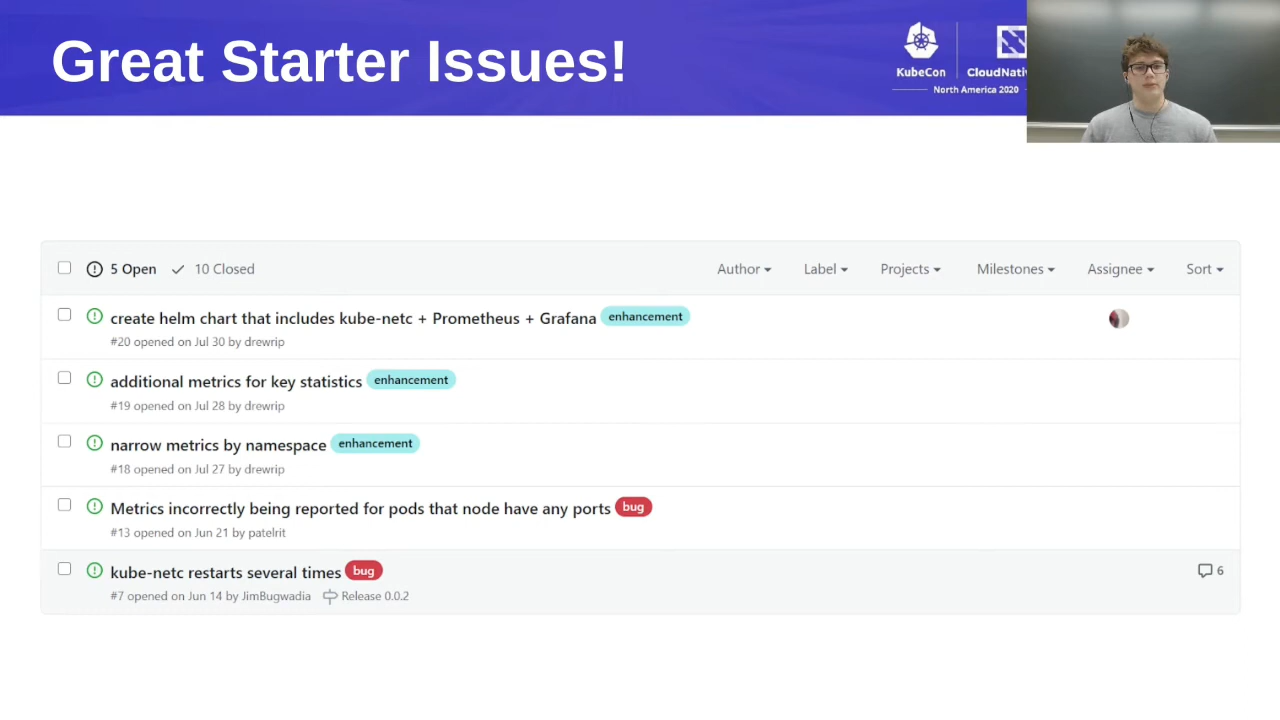 Great Starter Issues!
KubeCon
CloudNati
North America 2020
5 Open 10 Closed Author Label Projects Milestones Assignee Sort
create helm chart that includes kube-netc + Prometheus + Grafana enhancement
#20 opened on Jul 30 by drewrip
additional metrics for key statistics enhancement
#19 opened on Jul 28 by drewrip
narrow metrics by namespace enhancement
#18 opened on Jul 27 by drewrip
Metrics incorrectly being reported for pods that node have any ports bug
#13 opened on Jun 21 by patelrit
kube-netc restarts several times bug 6
#7 opened on Jun 14 by JimBugwadia Release 0.0.2